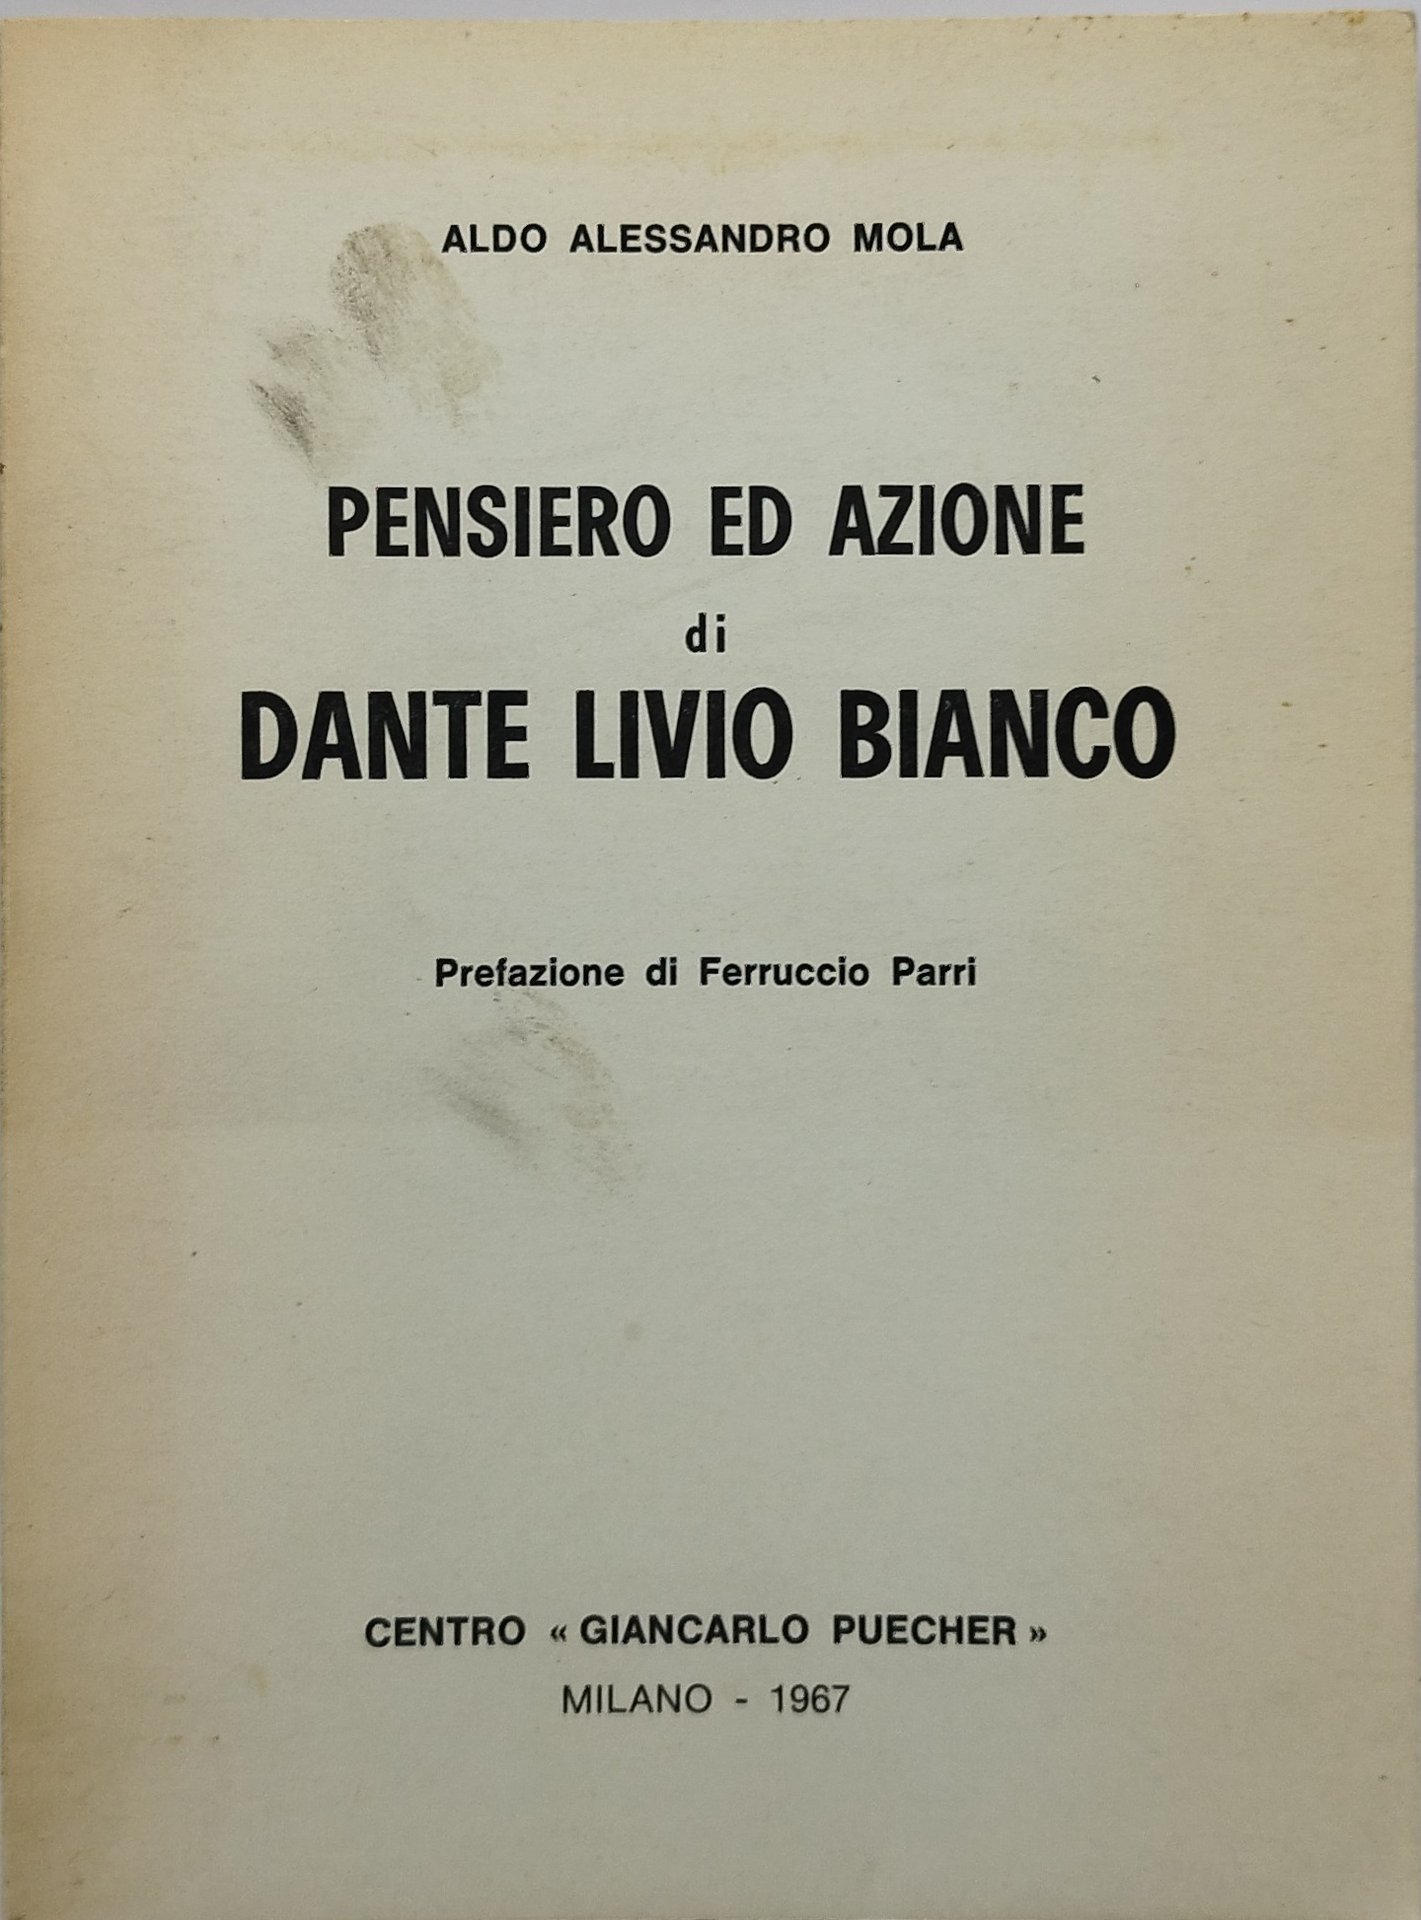 ALDO ALESSANDRO MOLA
PENSIERO ED AZIONE
di
DANTE LIVIO BIANCO
Prefazione di Ferruccio Parri
CENTRO « GIANCARLO PUECHER »
MILANO - 1967